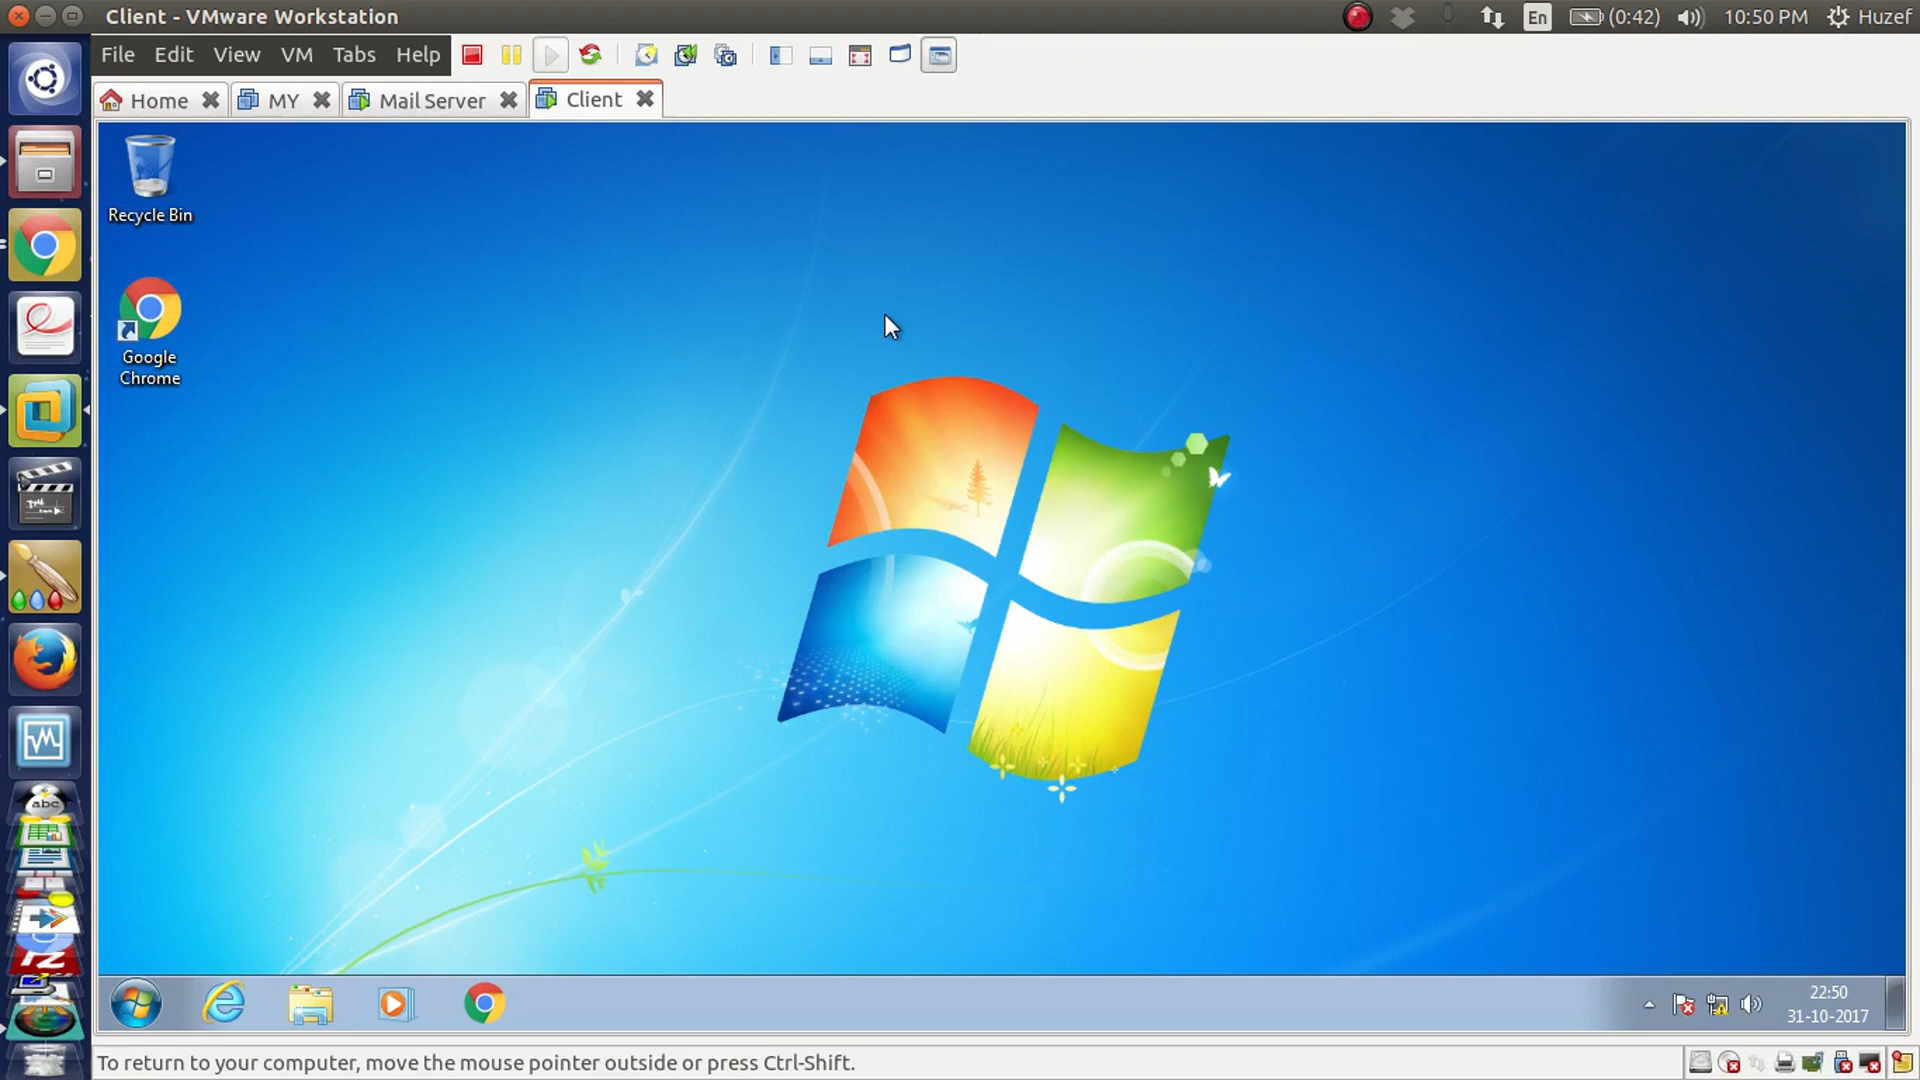 Client - VMware Workstation
En
(0:42)
10:50 PM
Huzef
File Edit View VM Tabs Help
Home
MY
Mail Server
Client
Recycle Bin
Google
Chrome
abc
22:50
31-10-2017
To return to your computer, move the mouse pointer outside or press Ctrl-Shift.